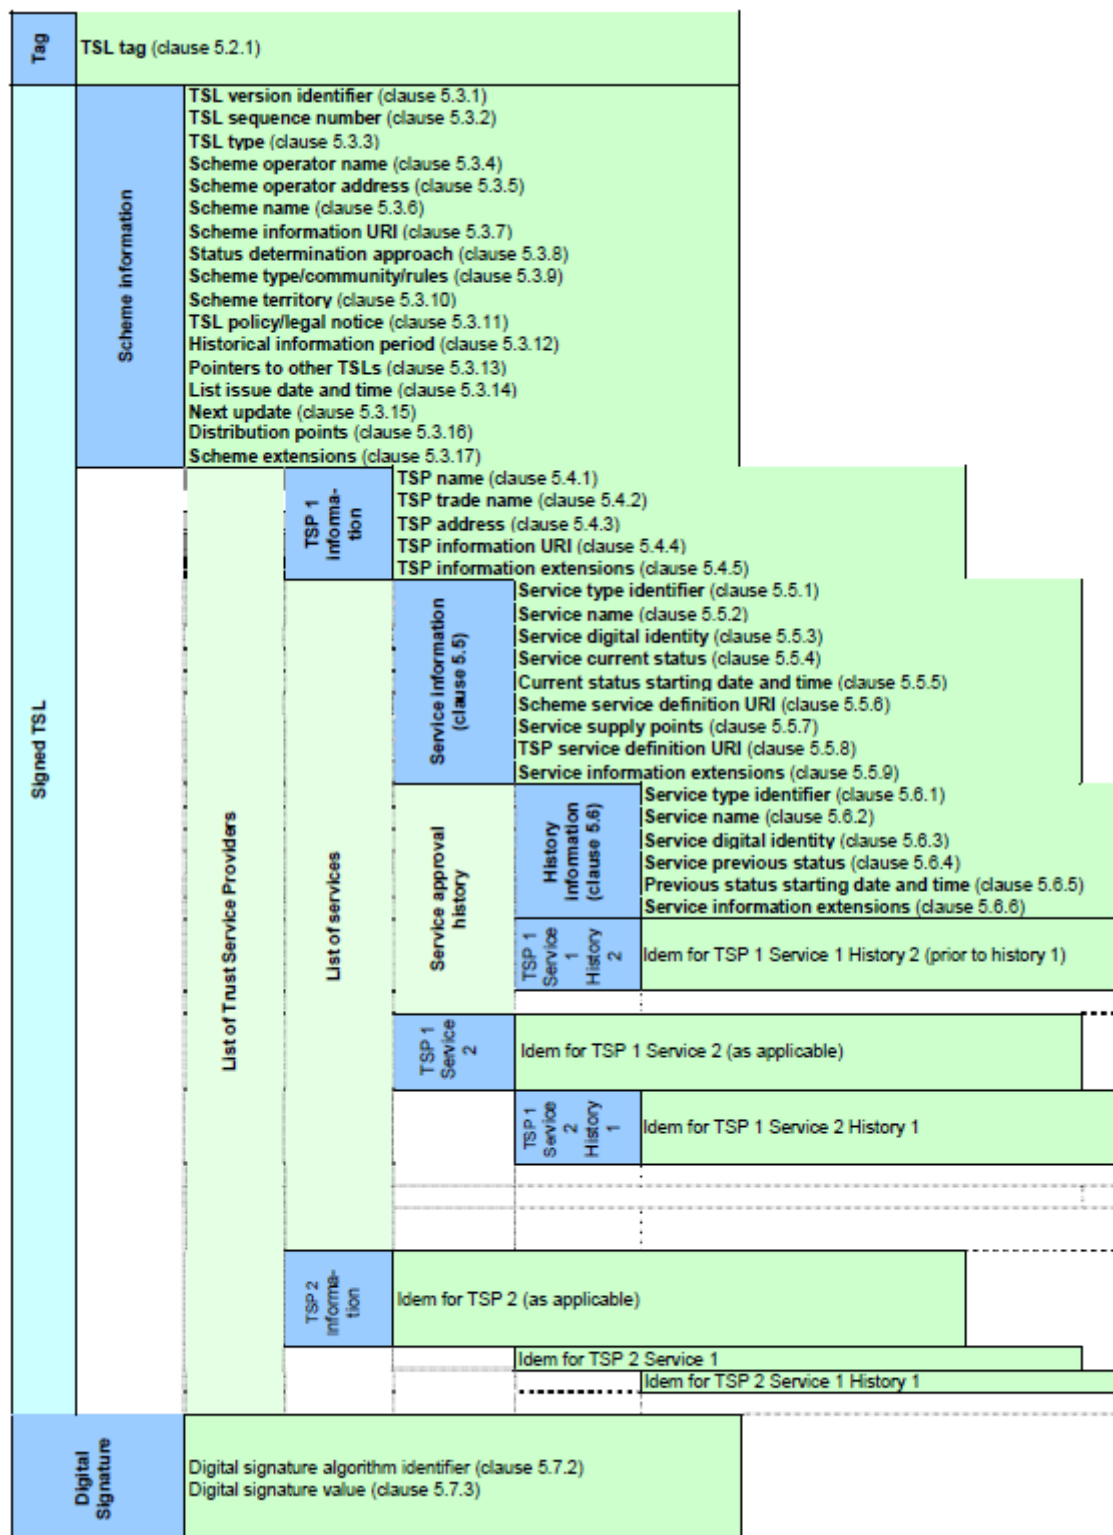 Tag
TSL tag (clause 5.2.1)
Signed TSL
Scheme information
TSL version identifier (clause 5.3.1)
TSL sequence number (clause 5.3.2)
TSL type (clause 5.3.3)
Scheme operator name (clause 5.3.4)
Scheme operator address (clause 5.3.5)
Scheme name (clause 5.3.6)
Scheme information URI (clause 5.3.7)
Status determination approach (clause 5.3.8)
Scheme type/community/rules (clause 5.3.9)
Scheme territory (clause 5.3.10)
TSL policy/legal notice (clause 5.3.11)
Historical information period (clause 5.3.12)
Pointers to other TSLs (clause 5.3.13)
List issue date and time (clause 5.3.14)
Next update (clause 5.3.15)
Distribution points (clause 5.3.16)
Scheme extensions (clause 5.3.17)
List of Trust Service Providers
TSP 1
informa-
tion
TSP name (clause 5.4.1)
TSP trade name (clause 5.4.2)
TSP address (clause 5.4.3)
TSP information URI (clause 5.4.4)
TSP information extensions (clause 5.4.5)
List of services
Service information
(clause 5.5)
Service type identifier (clause 5.5.1)
Service name (clause 5.5.2)
Service digital identity (clause 5.5.3)
Service current status (clause 5.5.4)
Current status starting date and time (clause 5.5.5)
Scheme service definition URI (clause 5.5.6)
Service supply points (clause 5.5.7)
TSP service definition URI (clause 5.5.8)
Service information extensions (clause 5.5.9)
Service approval
history
History
information
(clause 5.6)
Service type identifier (clause 5.6.1)
Service name (clause 5.6.2)
Service digital identity (clause 5.6.3)
Service previous status (clause 5.6.4)
Previous status starting date and time (clause 5.6.5)
Service information extensions (clause 5.6.6)
TSP 1
Service
1
History
2
Idem for TSP 1 Service 1 History 2 (prior to history 1)
TSP 1
Service
2
Idem for TSP 1 Service 2 (as applicable)
TSP 1
Service
2
History
1
Idem for TSP 1 Service 2 History 1
TSP 2
informa-
tion
Idem for TSP 2 (as applicable)
Idem for TSP 2 Service 1
Idem for TSP 2 Service 1 History 1
Digital
Signature
Digital signature algorithm identifier (clause 5.7.2)
Digital signature value (clause 5.7.3)